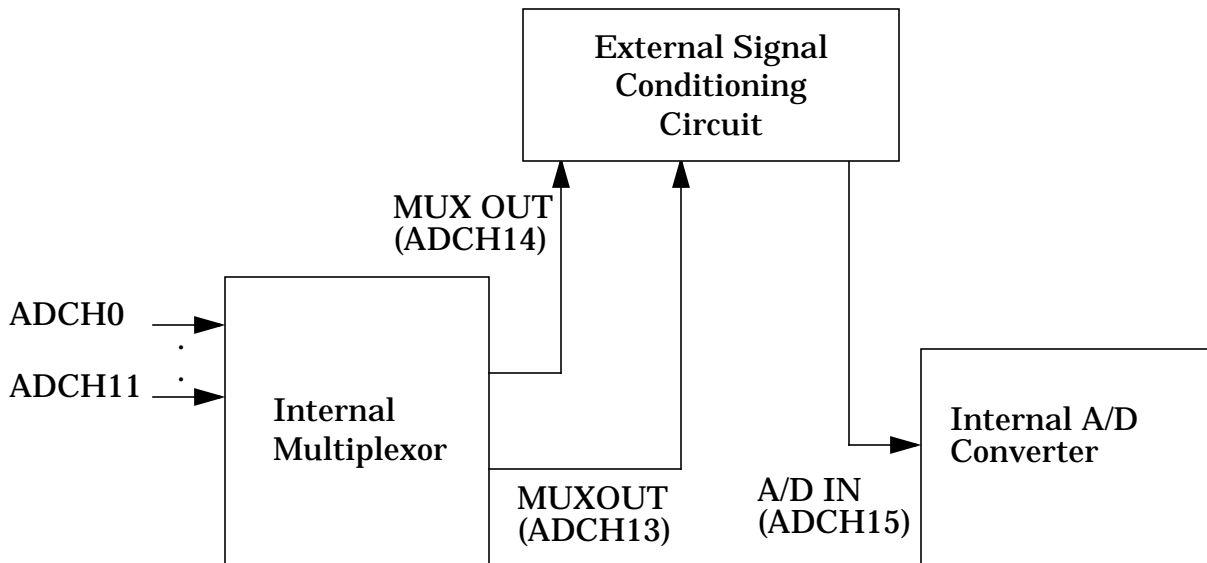 External Signal
Conditioning
Circuit
MUX OUT
(ADCH14)
ADCH0
.
.
ADCH11
Internal
Multiplexor
MUXOUT
(ADCH13)
A/D IN
(ADCH15)
Internal A/D
Converter